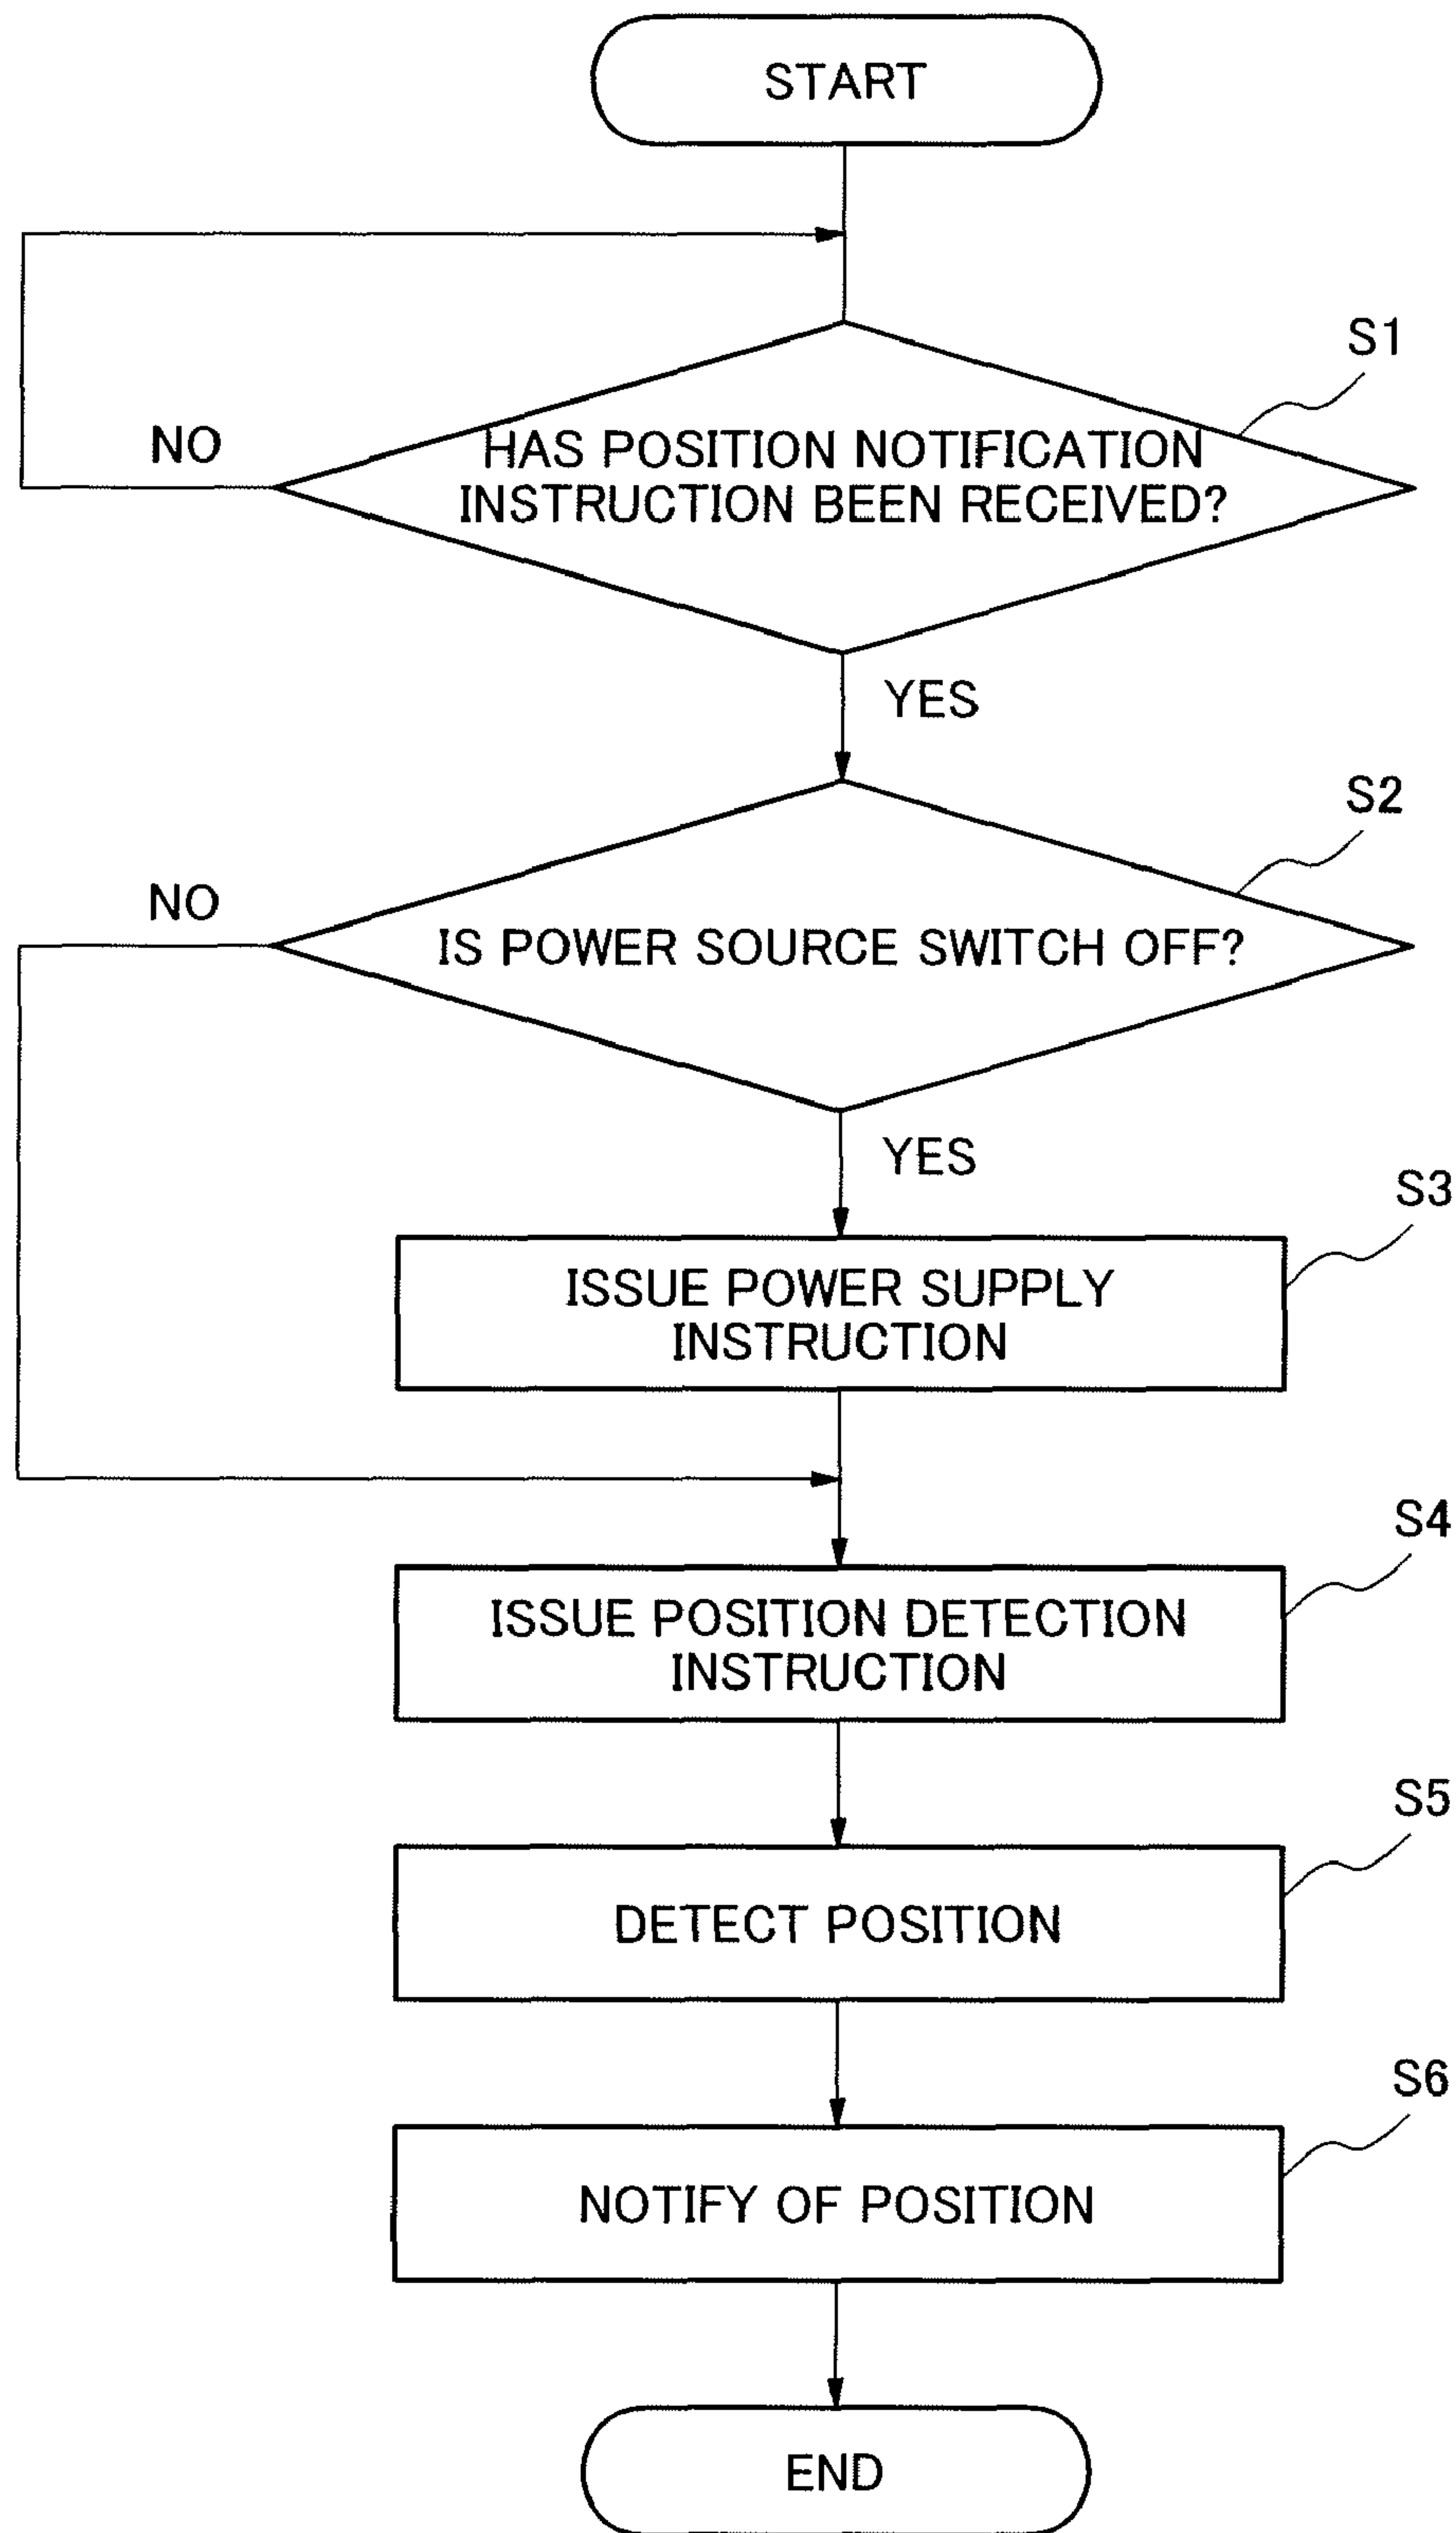 START
S1
NO
HAS POSITION NOTIFICATION
INSTRUCTION BEEN RECEIVED?
YES
S2
NO
IS POWER SOURCE SWITCH OFF?
YES
S3
ISSUE POWER SUPPLY
INSTRUCTION
S4
ISSUE POSITION DETECTION
INSTRUCTION
S5
DETECT POSITION
S6
NOTIFY OF POSITION
END